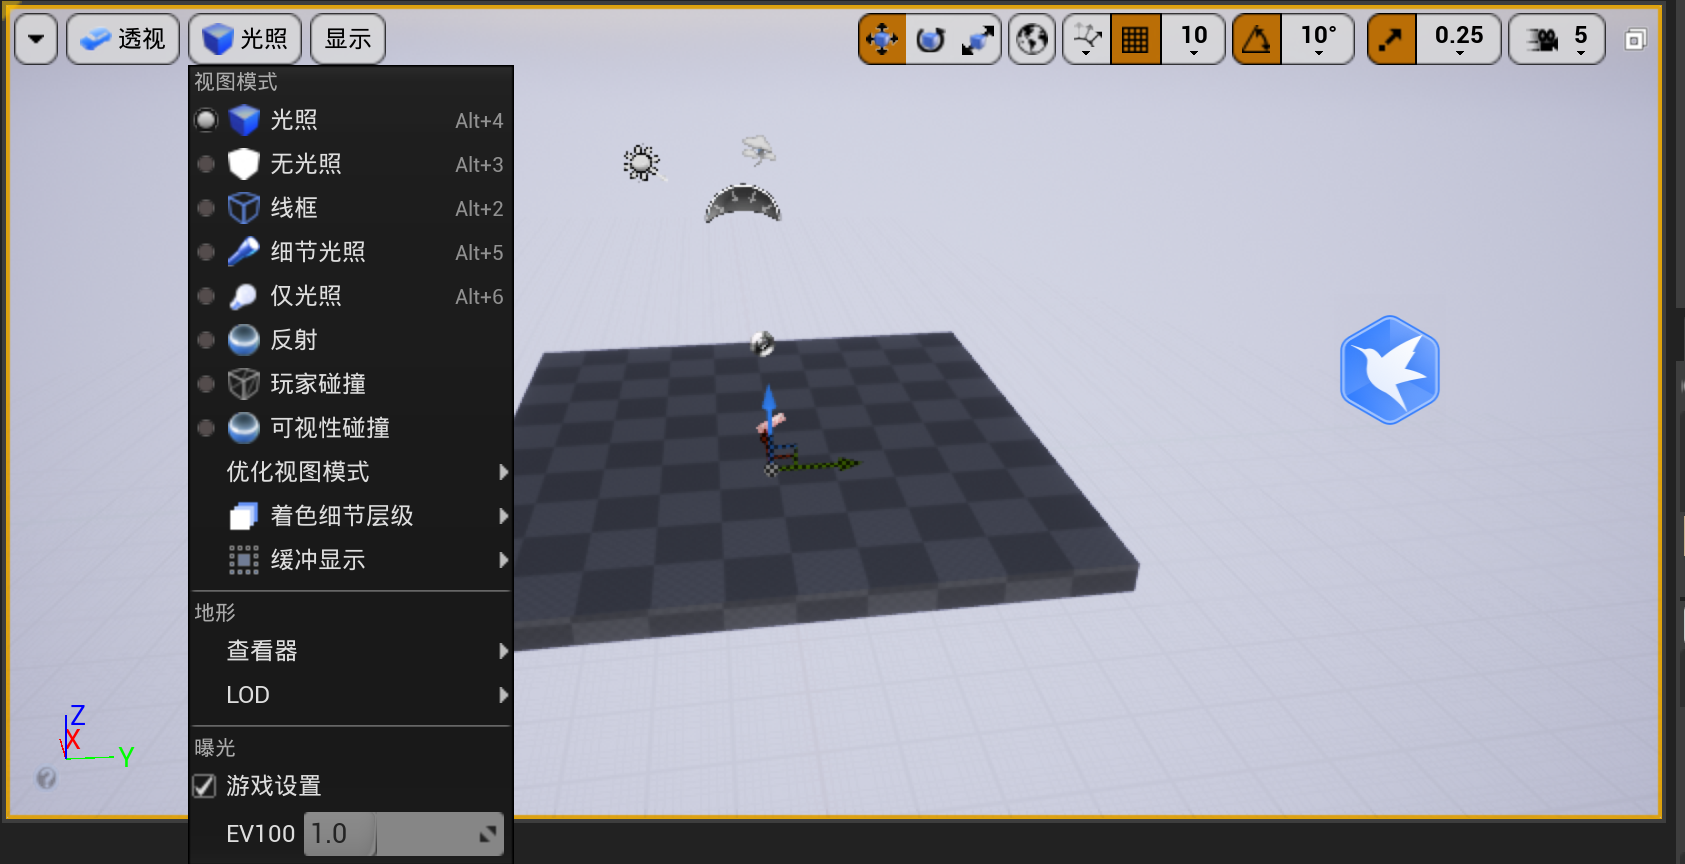 透视 光照 显示 10 10° 0.25 5
视图模式
光照 Alt+4
无光照 Alt+3
线框 Alt+2
细节光照 Alt+5
仅光照 Alt+6
反射
玩家碰撞
可视性碰撞
优化视图模式
着色细节层级
缓冲显示
地形
查看器
LOD
曝光
游戏设置
EV100 1.0
Z
X
Y
?